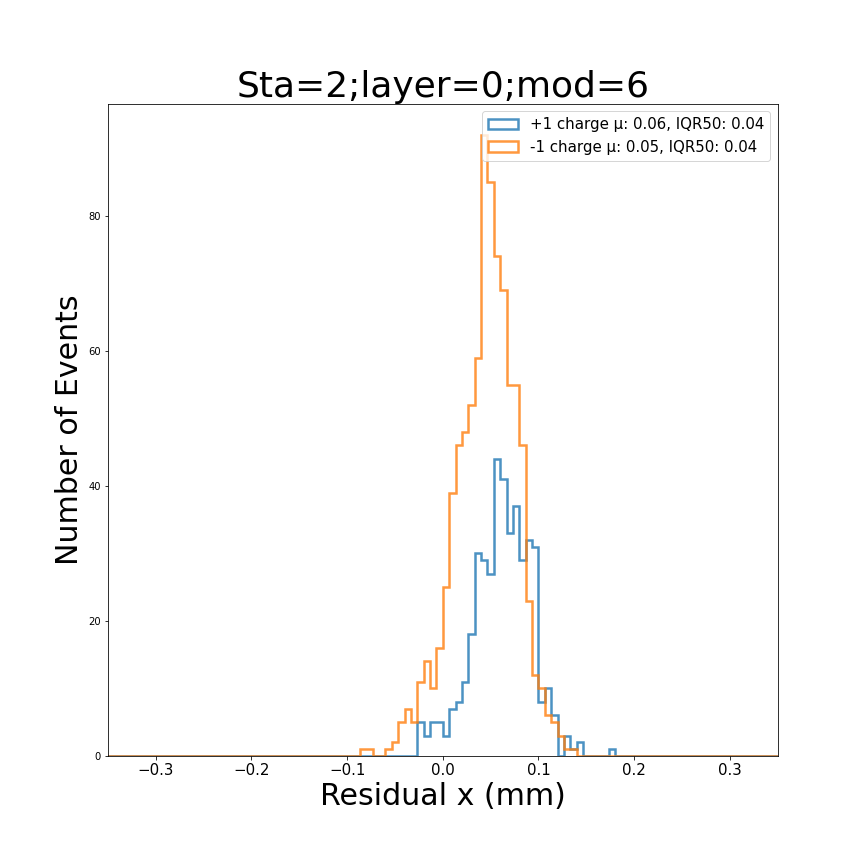 Sta=2;layer=0;mod=6
+1 charge μ: 0.06, IQR50: 0.04
-1 charge μ: 0.05, IQR50: 0.04
Number of Events
80
60
40
20
0
−0.3 −0.2 −0.1 0.0 0.1 0.2 0.3
Residual x (mm)